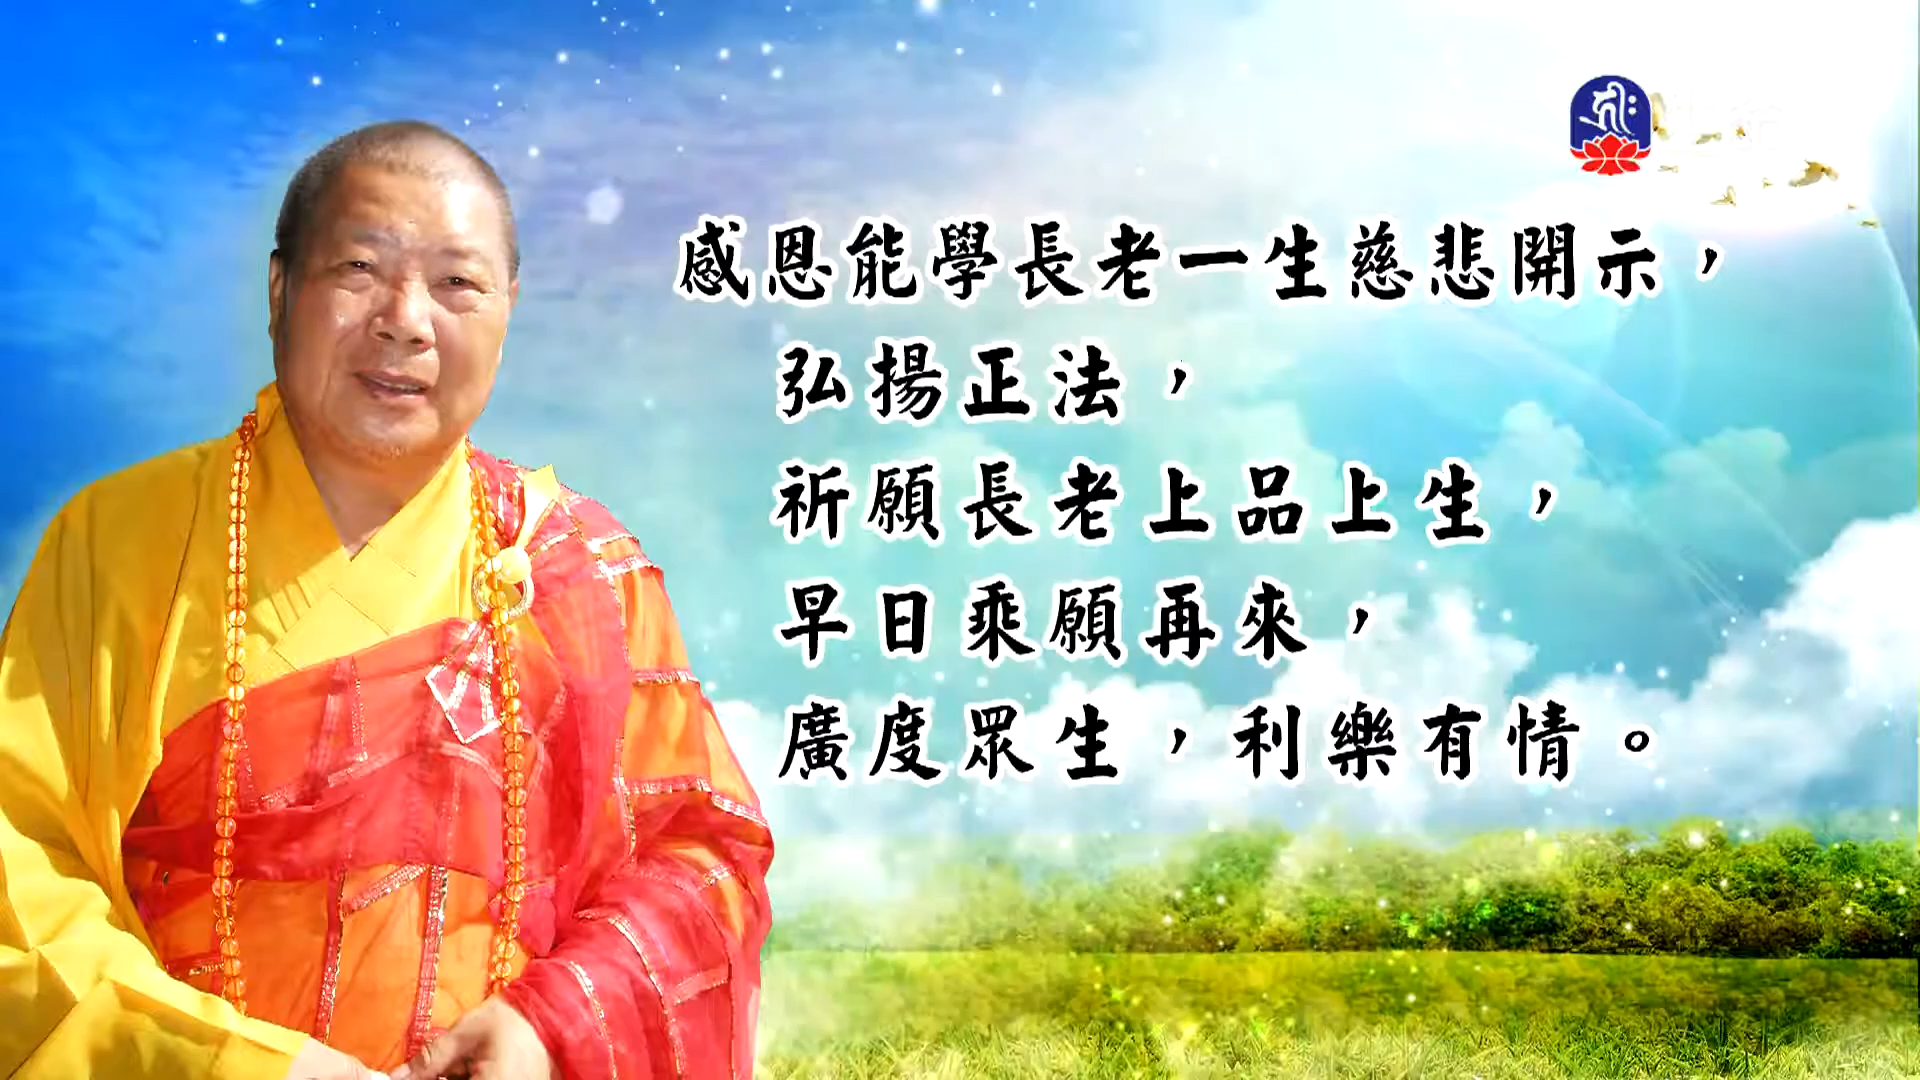 感恩能學長老一生慈悲開示，
弘揚正法，
祈願長老上品上生，
早日乘願再來，
廣度眾生，利樂有情。